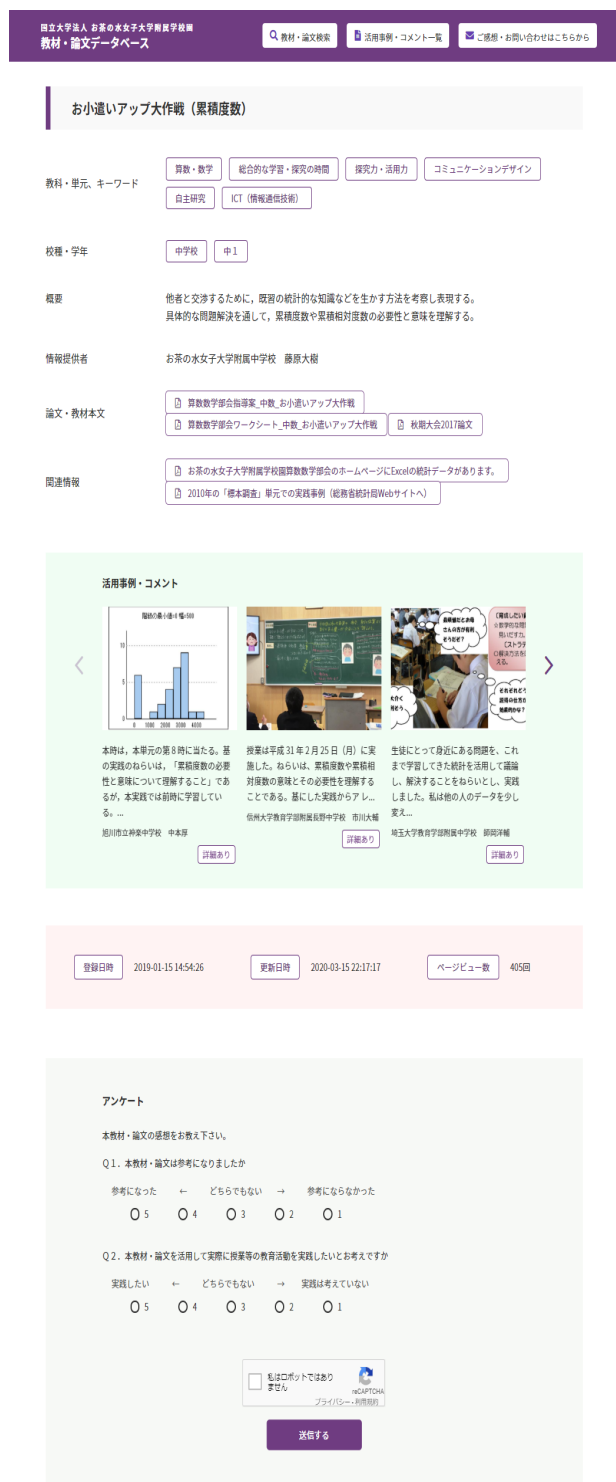 国立大学法人 お茶の水女子大学附属学校園
教材・論文データベース
教材・論文検索
活用事例・コメント一覧
ご感想・お問い合わせはこちらから
お小遣いアップ大作戦（累積度数）
教科・単元、キーワード
算数・数学
総合的な学習・探究の時間
探究力・活用力
コミュニケーションデザイン
自主研究
ICT（情報通信技術）
校種・学年
中学校
中１
概要
他者と交渉するために，既習の統計的な知識などを生かす方法を考察し表現する。
具体的な問題解決を通して，累積度数や累積相対度数の必要性と意味を理解する。
情報提供者
お茶の水女子大学附属中学校　藤原大樹
論文・教材本文
算数数学部会指導案_中数_お小遣いアップ大作戦
算数数学部会ワークシート_中数_お小遣いアップ大作戦
秋期大会2017論文
関連情報
お茶の水女子大学附属学校園算数数学部会のホームページにExcelの統計データがあります。
2010年の「標本調査」単元での実践事例（総務省統計局Webサイトへ）
活用事例・コメント
階級の最小値=0 幅=500
10
5
0
0 1000 2000 3000 4000
本時は，本単元の第８時に当たる。基
の実践のねらいは，「累積度数の必要
性と意味について理解すること」であ
るが，本実践では前時に学習してい
る。...
旭川市立神楽中学校　中本厚
詳細あり
授業は平成 31 年 2 月 25 日（月）に実
施した。ねらいは、累積度数や累積相
対度数の意味とその必要性を理解する
ことである。基にした実践からア レ...
信州大学教育学部附属長野中学校　市川大輔
詳細あり
生徒にとって身近にある問題を、これ
まで学習してきた統計を活用して議論
し、解決することをねらいとし、実践
しました。私は他の人のデータを少し
変え...
埼玉大学教育学部附属中学校　師岡洋輔
詳細あり
登録日時
2019-01-15 14:54:26
更新日時
2020-03-15 22:17:17
ページビュー数
405回
アンケート
本教材・論文の感想をお教え下さい。
Ｑ１．本教材・論文は参考になりましたか
参考になった ← どちらでもない → 参考にならなかった
5 4 3 2 1
Ｑ２．本教材・論文を活用して実際に授業等の教育活動を実践したいとお考えですか
実践したい ← どちらでもない → 実践は考えていない
5 4 3 2 1
私はロボットではあり
ません
reCAPTCHA
プライバシー - 利用規約
送信する